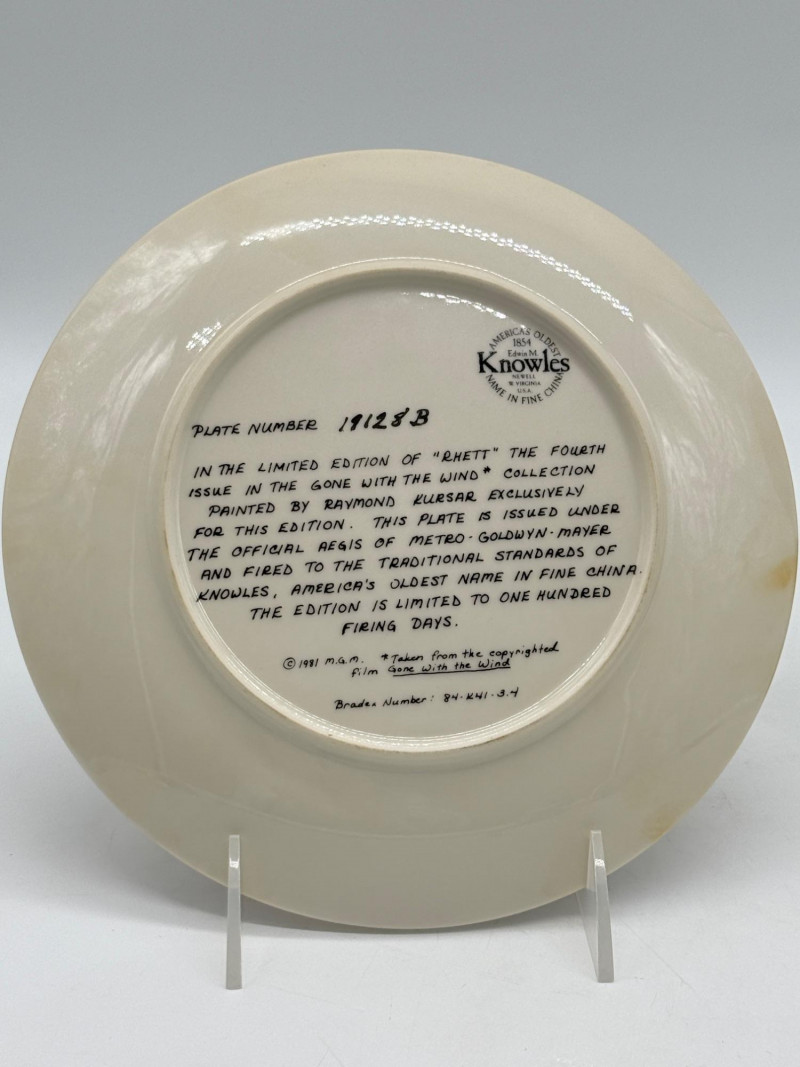 AMERICA'S OLDEST
1854
Edwin M.
Knowles
NEWELL
W. VIRGINIA
U.S.A.
NAME IN FINE CHINA
PLATE NUMBER 19128B
IN THE LIMITED EDITION OF "RHETT" THE FOURTH
ISSUE IN THE GONE WITH THE WIND* COLLECTION
PAINTED BY RAYMOND KURSAR EXCLUSIVELY
FOR THIS EDITION. THIS PLATE IS ISSUED UNDER
THE OFFICIAL AEGIS OF METRO-GOLDWYN-MAYER
AND FIRED TO THE TRADITIONAL STANDARDS OF
KNOWLES, AMERICA'S OLDEST NAME IN FINE CHINA.
THE EDITION IS LIMITED TO ONE HUNDRED
FIRING DAYS.
© 1981 M.G.M. *Taken from the copyrighted
film Gone With the Wind
Bradex Number: 84-K41-3.4